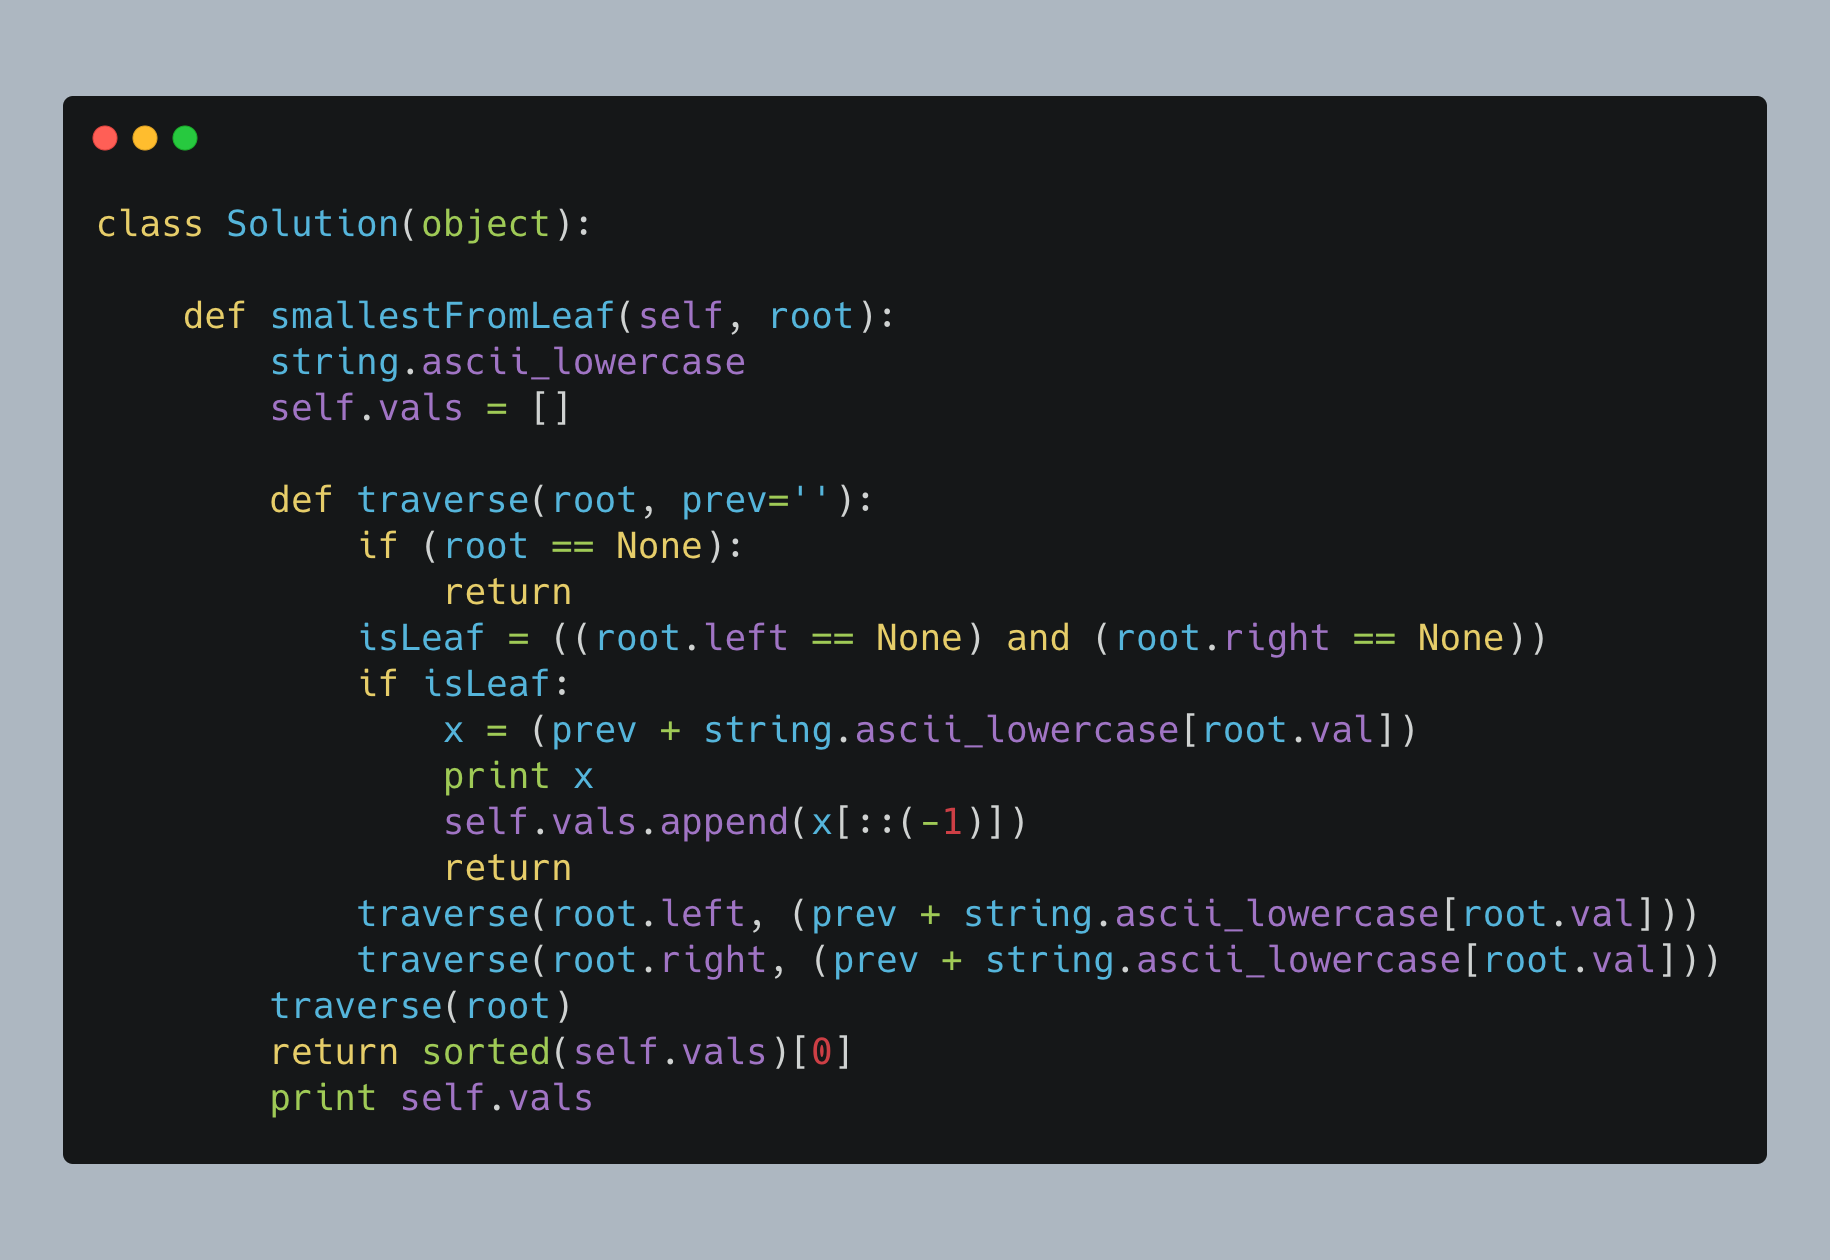 class Solution(object):

    def smallestFromLeaf(self, root):
        string.ascii_lowercase
        self.vals = []

        def traverse(root, prev=''):
            if (root == None):
                return
            isLeaf = ((root.left == None) and (root.right == None))
            if isLeaf:
                x = (prev + string.ascii_lowercase[root.val])
                print x
                self.vals.append(x[::(-1)])
                return
            traverse(root.left, (prev + string.ascii_lowercase[root.val]))
            traverse(root.right, (prev + string.ascii_lowercase[root.val]))
        traverse(root)
        return sorted(self.vals)[0]
        print self.vals